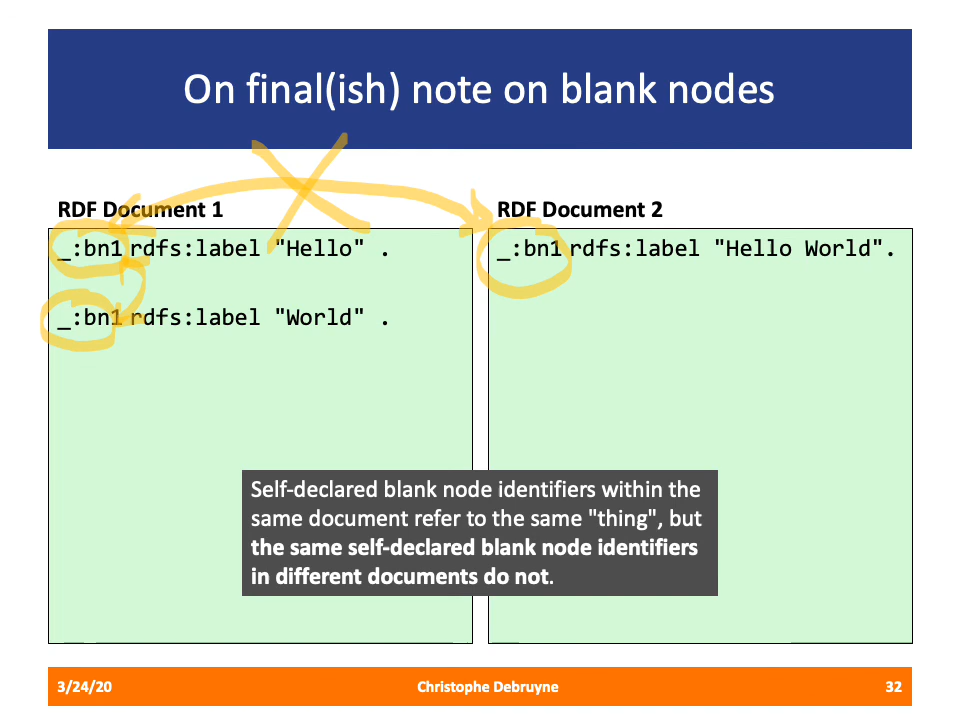 On final(ish) note on blank nodes
RDF Document 1
_:bn1 rdfs:label "Hello" .
_:bn1 rdfs:label "World" .
RDF Document 2
_:bn1 rdfs:label "Hello World".
Self-declared blank node identifiers within the
same document refer to the same "thing", but
the same self-declared blank node identifiers
in different documents do not.
3/24/20
Christophe Debruyne
32